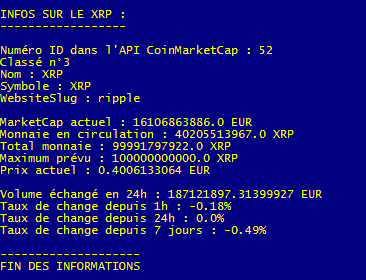 INFOS SUR LE XRP :
------------------
Numéro ID dans l'API CoinMarketCap : 52
Classé n°3
Nom : XRP
Symbole : XRP
WebsiteSlug : ripple
MarketCap actuel : 16106863886.0 EUR
Monnaie en circulation : 40205513967.0 XRP
Total monnaie : 99991797922.0 XRP
Maximum prévu : 100000000000.0 XRP
Prix actuel : 0.4006133064 EUR
Volume échangé en 24h : 187121897.31399927 EUR
Taux de change depuis 1h : -0.18%
Taux de change depuis 24h : 0.0%
Taux de change depuis 7 jours : -0.49%
--------------------
FIN DES INFORMATIONS